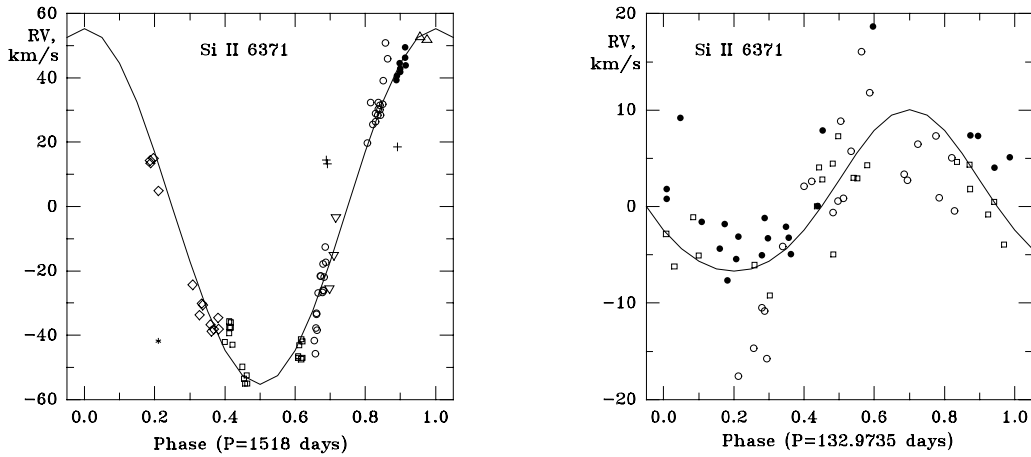 60
RV,
km/s
40
20
0
−20
−40
−60
Si II 6371
0.0 0.2 0.4 0.6 0.8 1.0
Phase (P=1518 days)
20
RV,
km/s
10
0
−10
−20
Si II 6371
0.0 0.2 0.4 0.6 0.8 1.0
Phase (P=132.9735 days)